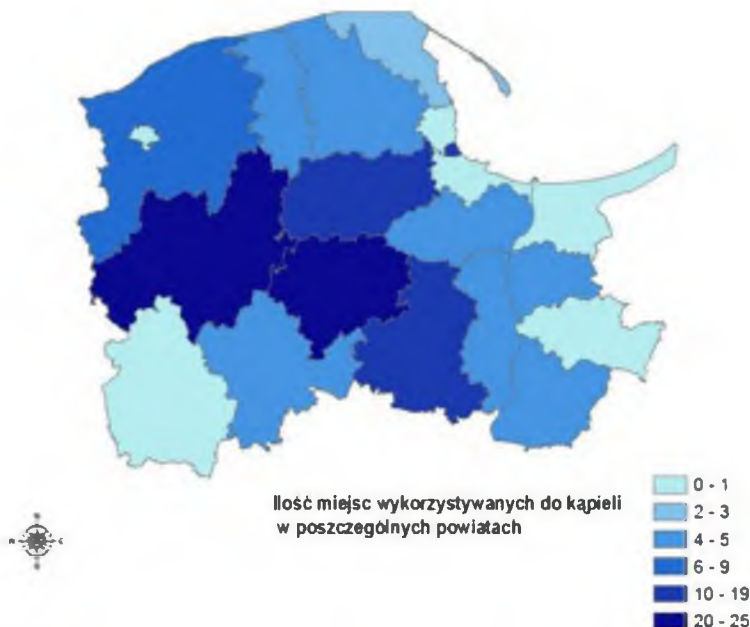 Ilość miejsc wykorzystywanych do kąpieli
w poszczególnych powiatach
0 - 1
2 - 3
4 - 5
6 - 9
10 - 19
20 - 25